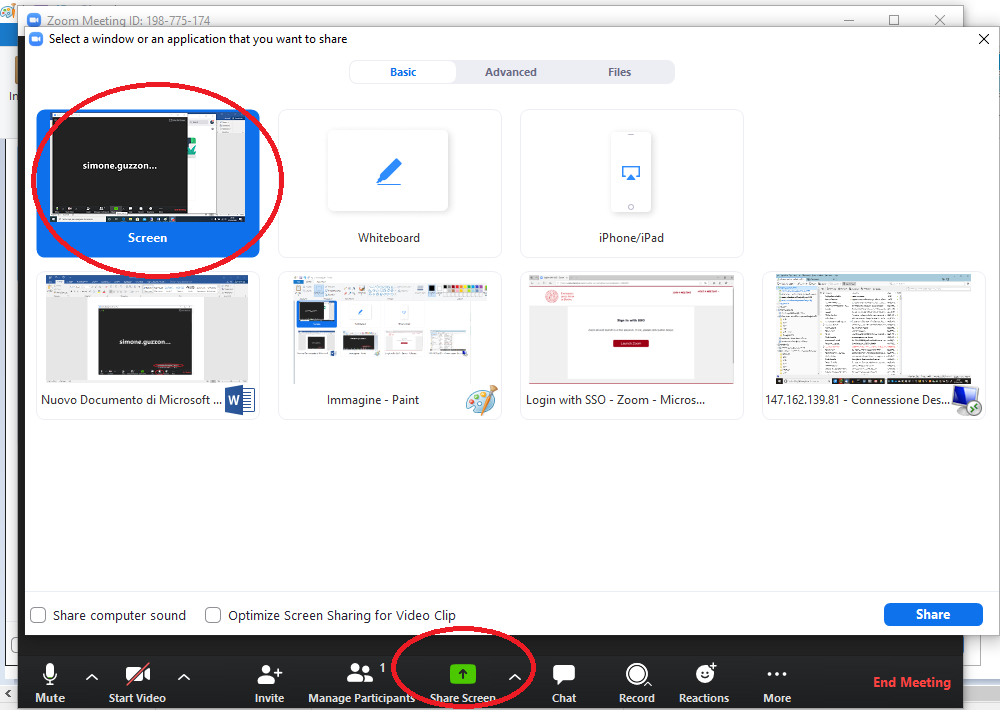 Zoom Meeting ID: 198-775-174
Select a window or an application that you want to share
Basic
Advanced
Files
simone.guzzon...
Screen
Whiteboard
iPhone/iPad
simone.guzzon...
Sign in with SSO
Nuovo Documento di Microsoft ...
Immagine - Paint
Login with SSO - Zoom - Micros...
147.162.139.81 - Connessione Des...
Share computer sound
Optimize Screen Sharing for Video Clip
Share
1
Mute
Start Video
Invite
Manage Participants
Share Screen
Chat
Record
Reactions
More
End Meeting